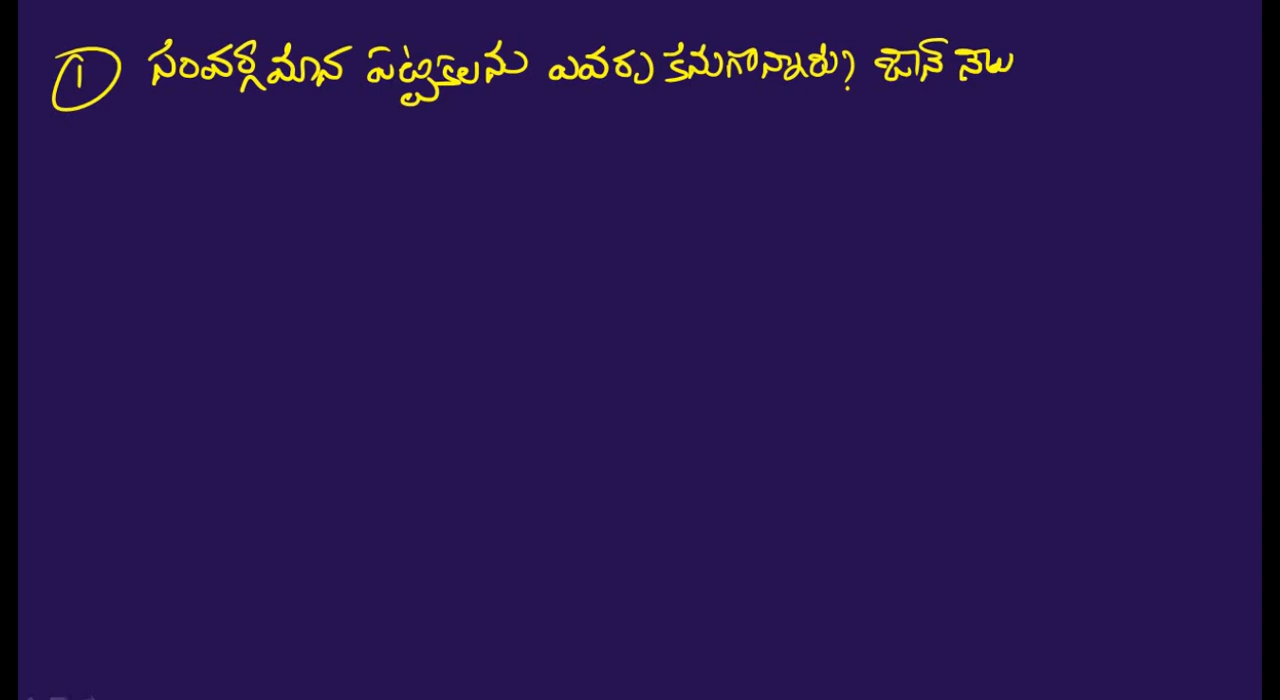 ① సంవర్గమాన పట్టికలను ఎవరు కనుగొన్నారు? జాన్ నేల